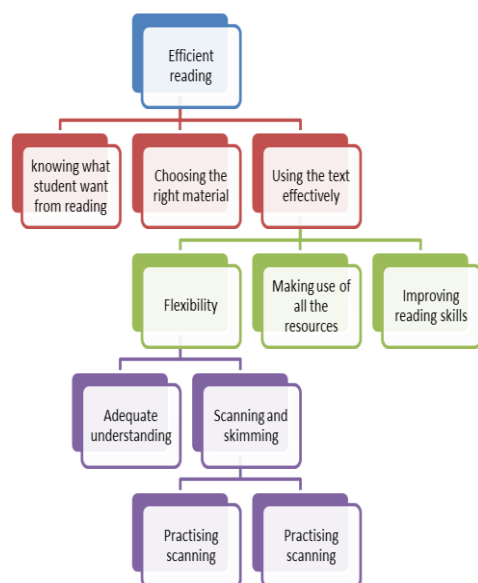 Efficient
reading
knowing what
student want
from reading
Choosing the
right material
Using the text
effectively
Flexibility
Making use of
all the
resources
Improving
reading skills
Adequate
understanding
Scanning and
skimming
Practising
scanning
Practising
scanning